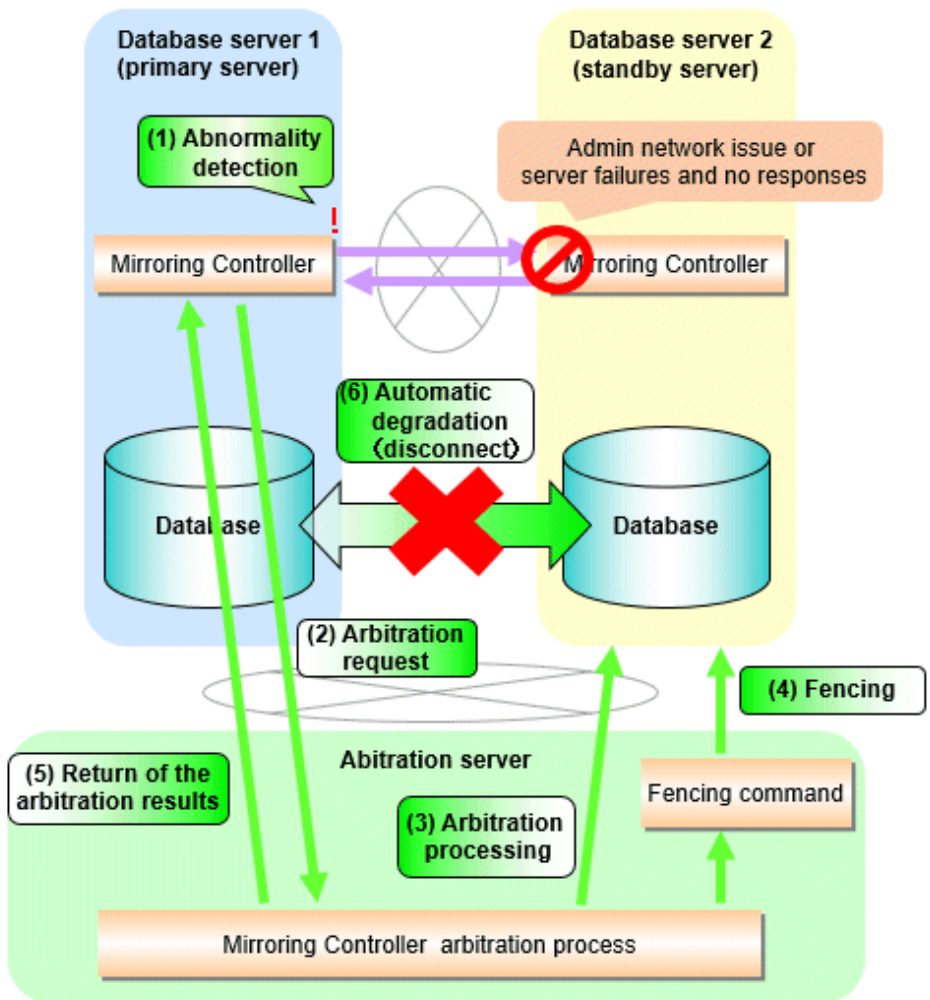 Database server 1
(primary server)
Database server 2
(standby server)
(1) Abnormality
detection
Admin network issue or
server failures and no responses
!
Mirroring Controller
Mirroring Controller
(6) Automatic
degradation
(disconnect)
Database
Database
(2) Arbitration
request
(4) Fencing
Abitration server
(5) Return of the
arbitration results
Fencing command
(3) Arbitration
processing
Mirroring Controller arbitration process